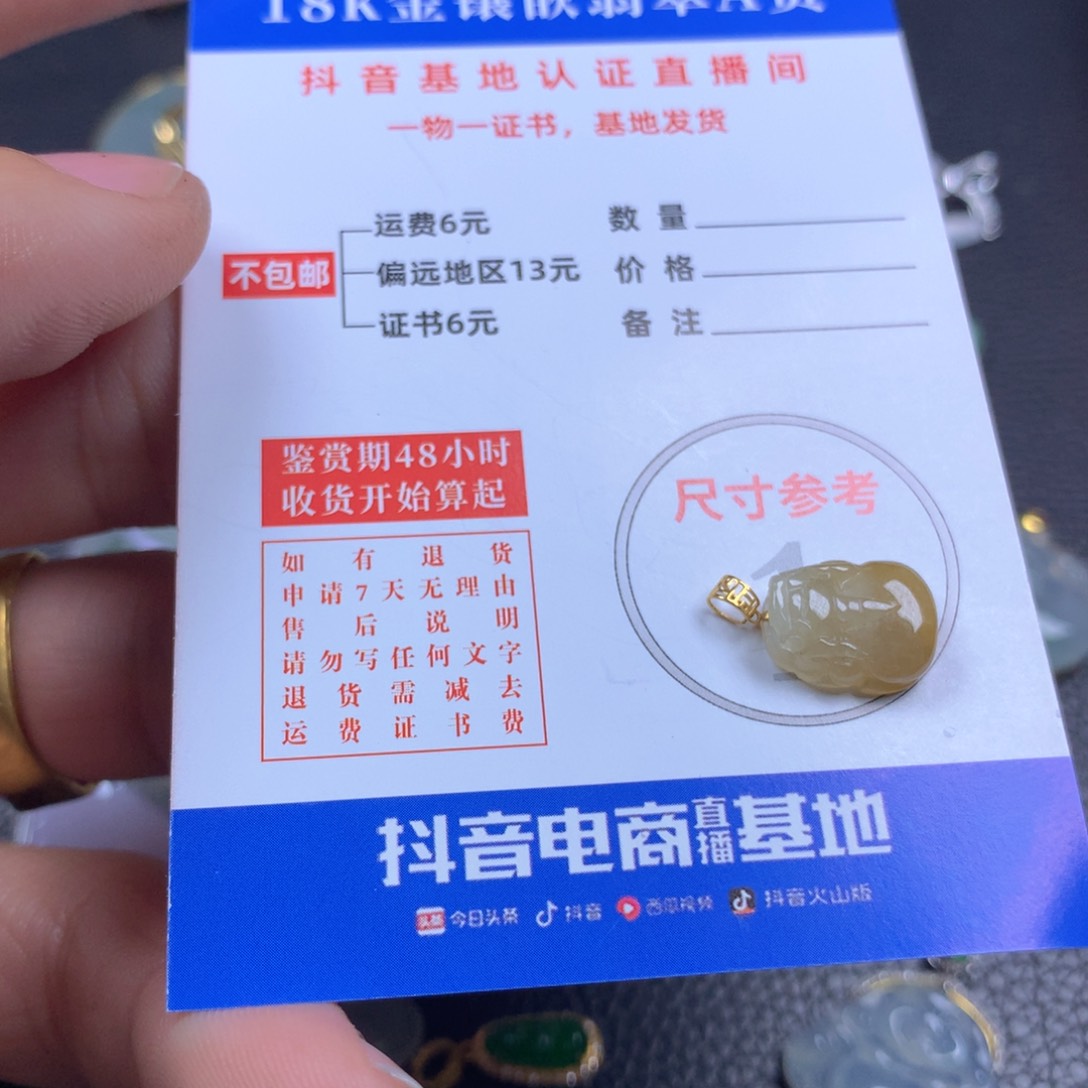 18K金镶嵌翡翠A货
抖音基地认证直播间
一物一证书，基地发货
不包邮
运费6元
偏远地区13元
证书6元
数量
价格
备注
鉴赏期48小时
收货开始算起
如有退货
申请7天无理由
售后说明
请勿写任何文字
退货需减去
运费证书费
尺寸参考
1
抖音电商直播基地
头条 今日头条 抖音 西瓜视频 抖音火山版